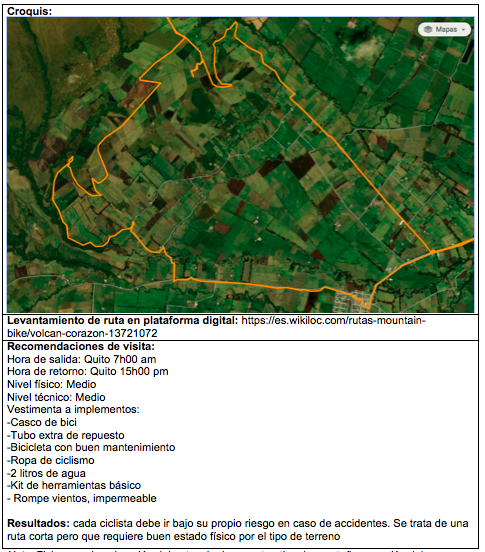 Croquis:
Mapas
Levantamiento de ruta en plataforma digital: https://es.wikiloc.com/rutas-mountain-
bike/volcan-corazon-13721072
Recomendaciones de visita:
Hora de salida: Quito 7h00 am
Hora de retorno: Quito 15h00 pm
Nivel físico: Medio
Nivel técnico: Medio
Vestimenta a implementos:
-Casco de bici
-Tubo extra de repuesto
-Bicicleta con buen mantenimiento
-Ropa de ciclismo
-2 litros de agua
-Kit de herramientas básico
- Rompe vientos, impermeable
Resultados: cada ciclista debe ir bajo su propio riesgo en caso de accidentes. Se trata de una
ruta corta pero que requiere buen estado físico por el tipo de terreno